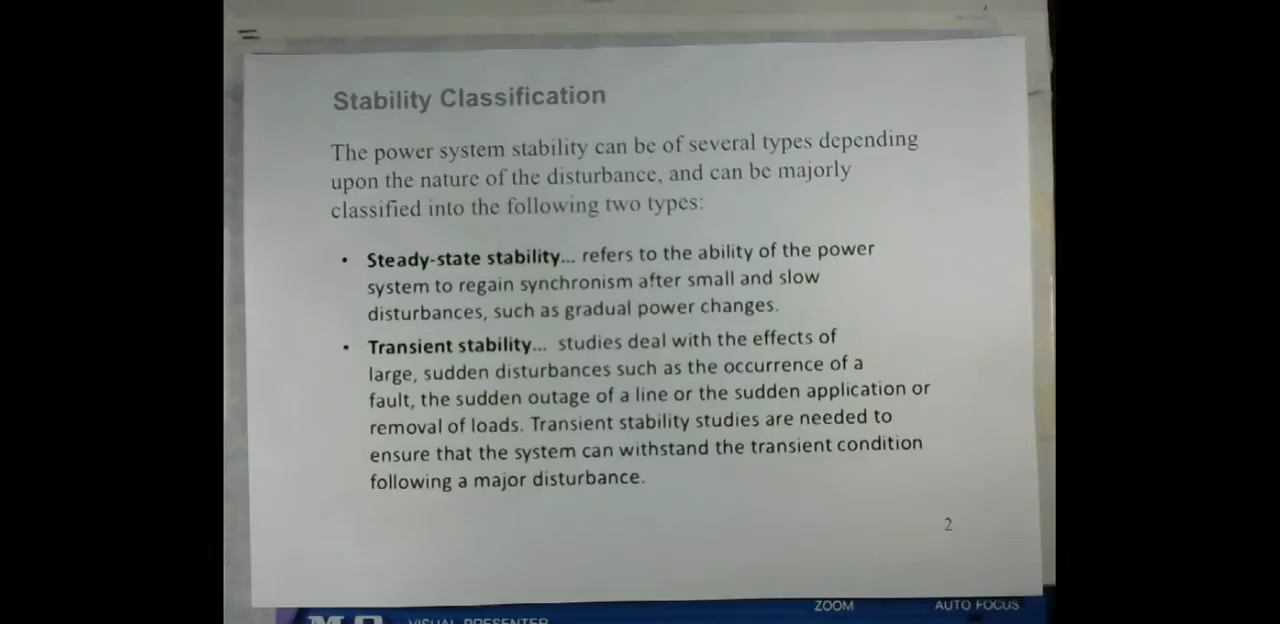 Stability Classification
The power system stability can be of several types depending
upon the nature of the disturbance, and can be majorly
classified into the following two types:
• Steady-state stability... refers to the ability of the power
system to regain synchronism after small and slow
disturbances, such as gradual power changes.
• Transient stability... studies deal with the effects of
large, sudden disturbances such as the occurrence of a
fault, the sudden outage of a line or the sudden application or
removal of loads. Transient stability studies are needed to
ensure that the system can withstand the transient condition
following a major disturbance.
2
ZOOM AUTO FOCUS
VISUAL PRESENTER